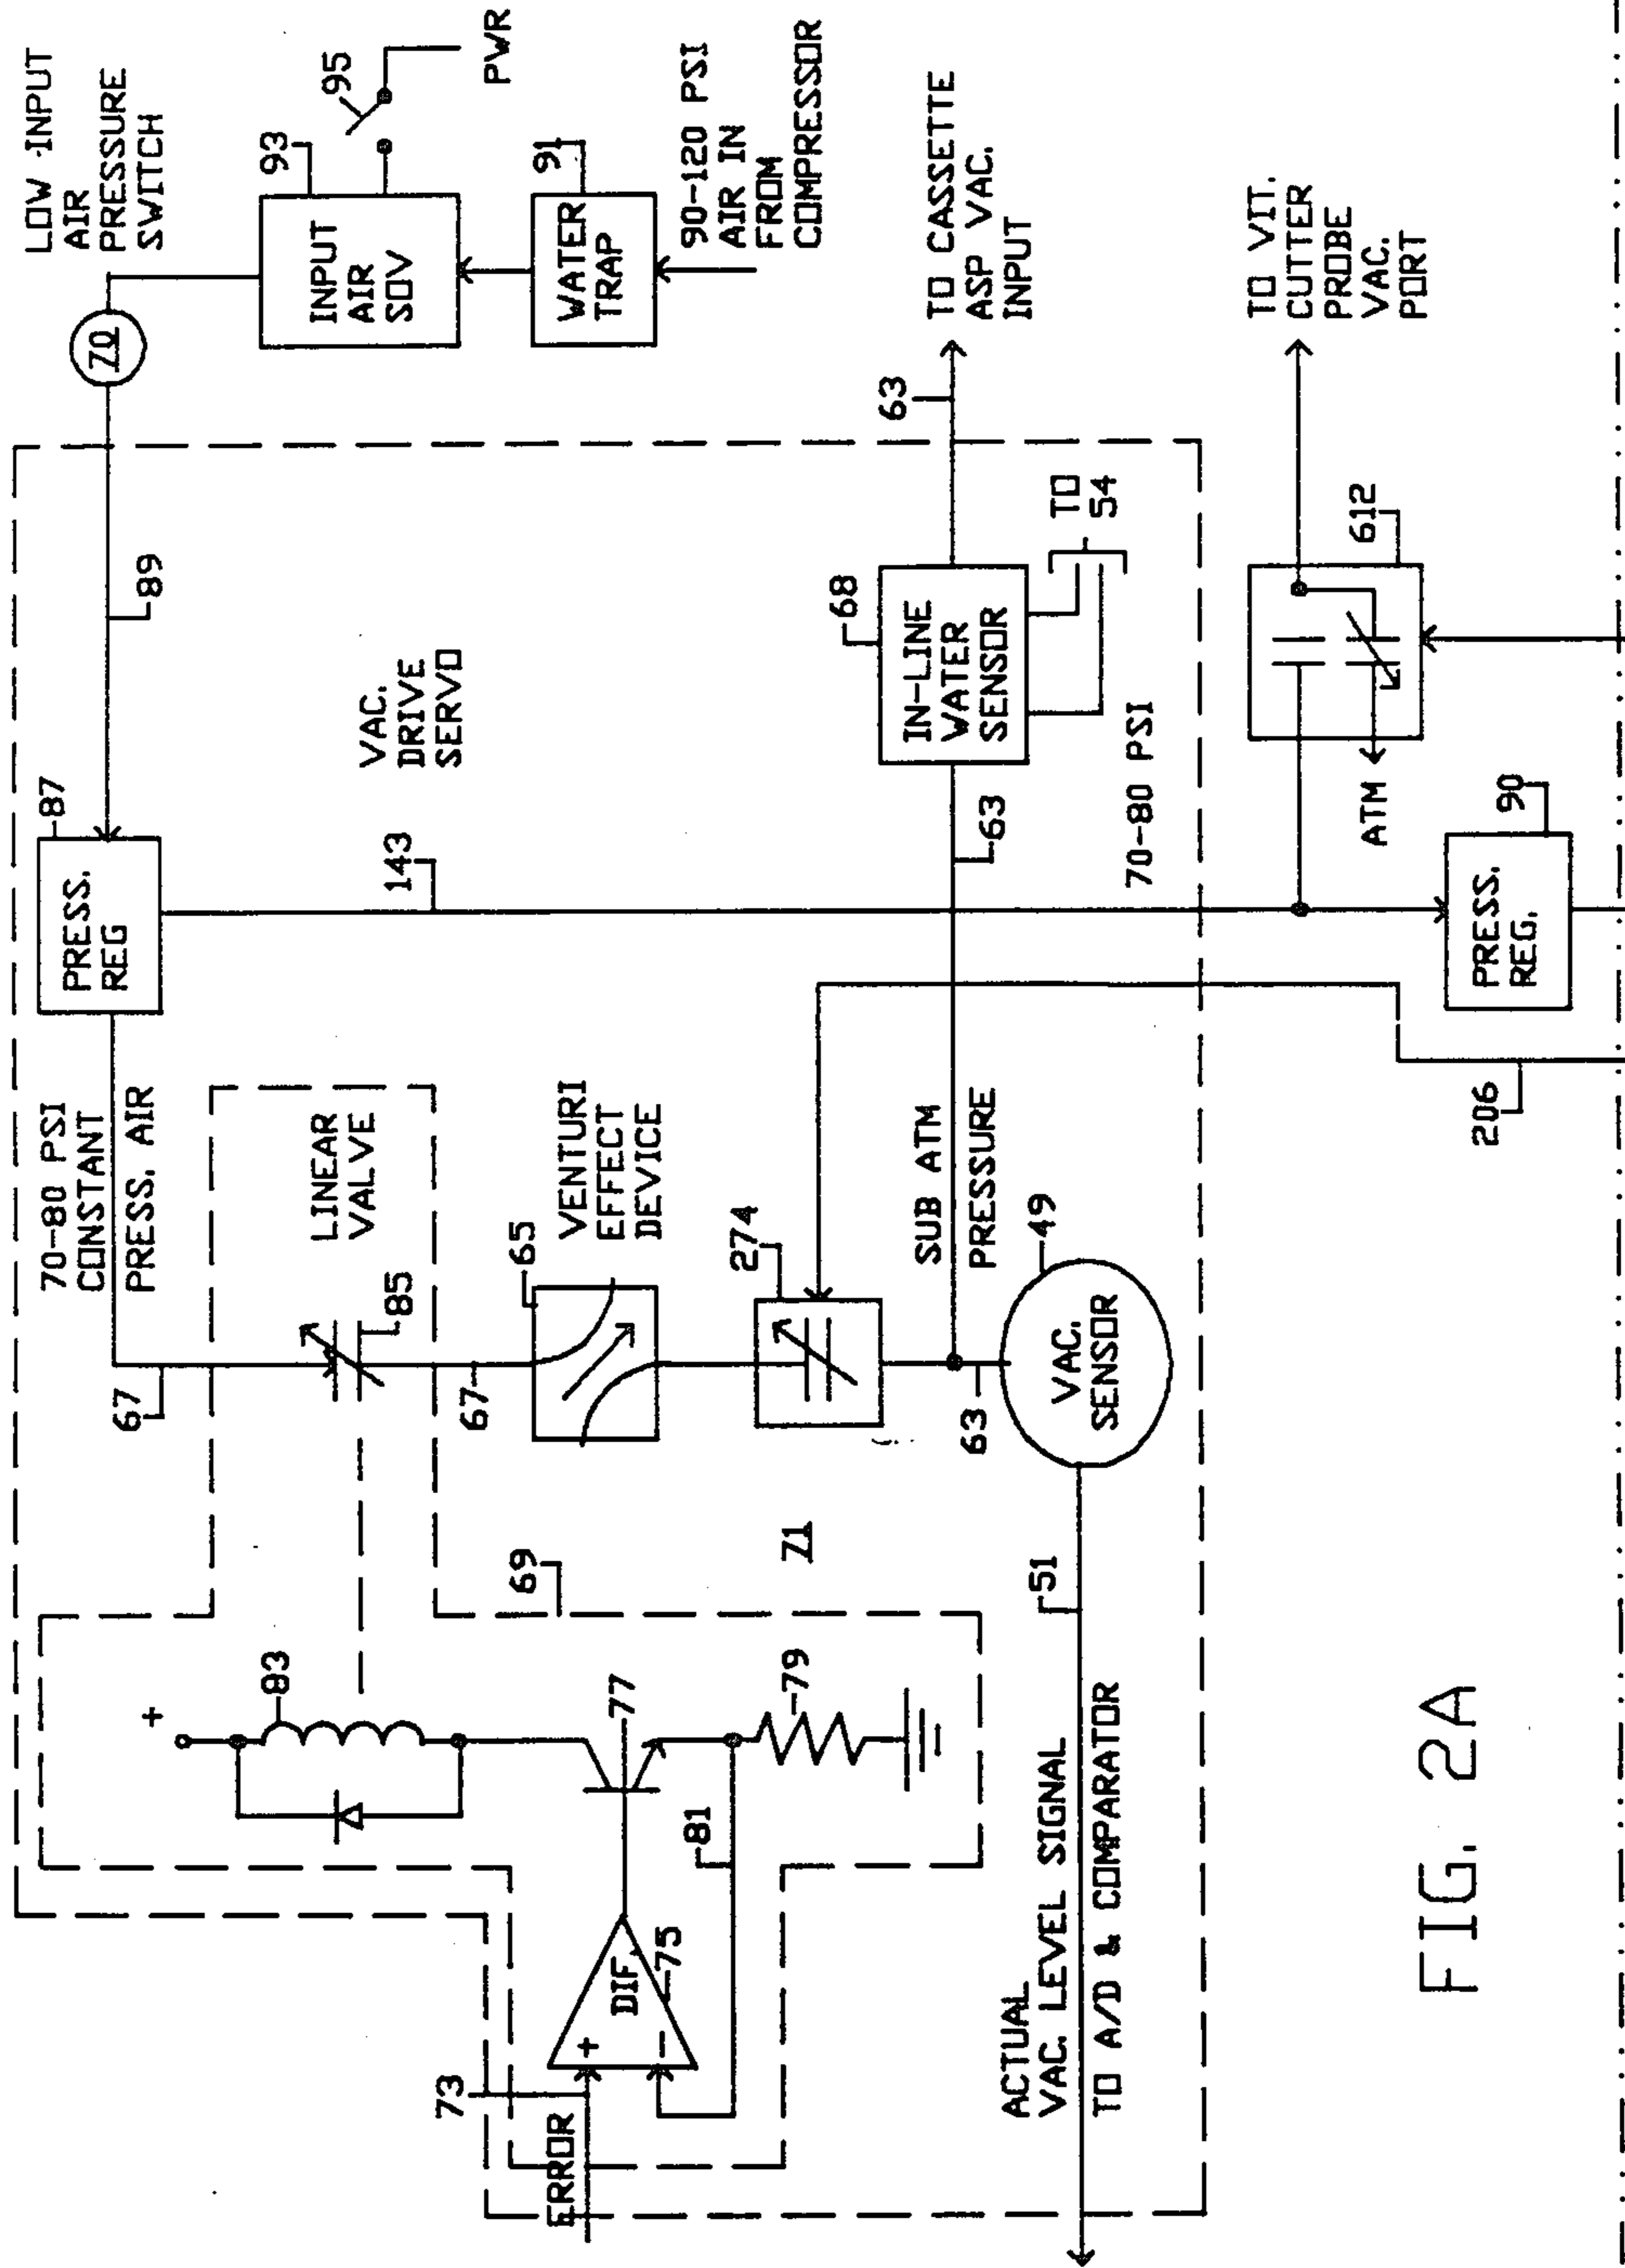 LOW INPUT
AIR
PRESSURE
SWITCH
70
93
95
PWR
INPUT
AIR
SOV
91
WATER
TRAP
90-120 PSI
AIR IN
FROM
COMPRESSOR
89
87
PRESS.
REG
70-80 PSI
CONSTANT
PRESS. AIR
VAC.
DRIVE
SERVO
143
67
LINEAR
VALVE
85
67
65
VENTURI
EFFECT
DEVICE
274
SUB ATM
PRESSURE
63
49
VAC.
SENSOR
63
68
IN-LINE
WATER
SENSOR
TO
54
63
TO CASSETTE
ASP VAC.
INPUT
70-80 PSI
612
ATM
TO VIT.
CUTTER
PROBE
VAC.
PORT
90
PRESS.
REG.
206
+
83
77
79
81
69
71
73
ERROR
+
-
DIF.
75
51
ACTUAL
VAC. LEVEL SIGNAL
TO A/D & COMPARATOR
FIG. 2A